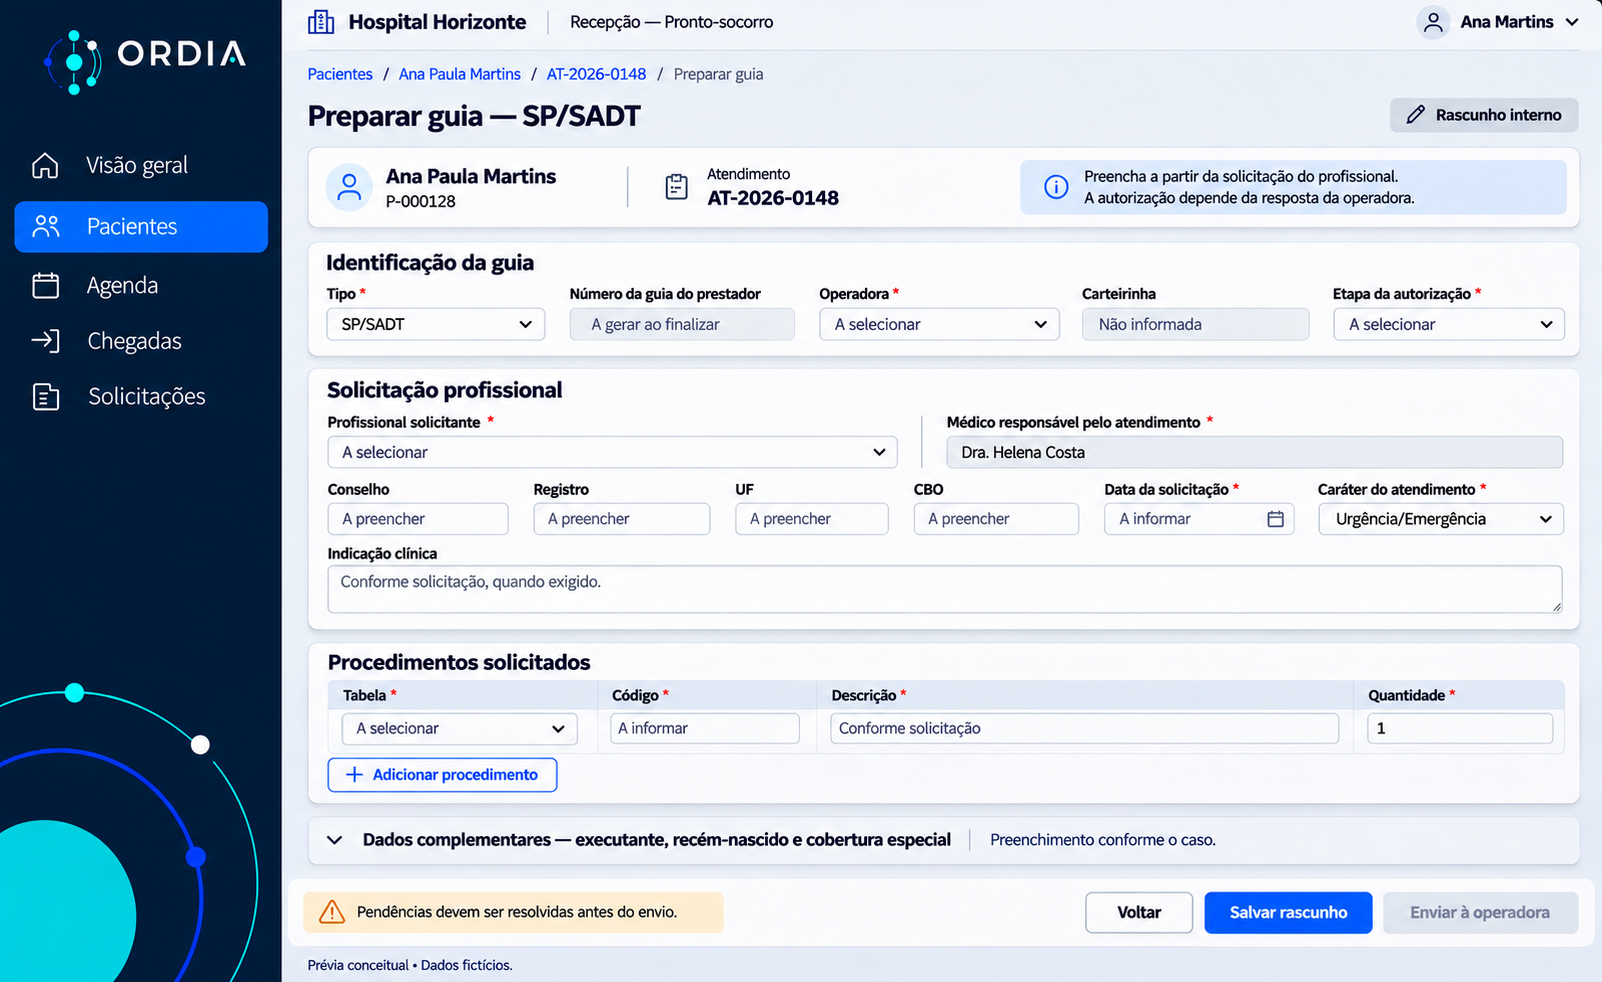 ORDIA
Visão geral
Pacientes
Agenda
Chegadas
Solicitações
Hospital Horizonte
Recepção — Pronto-socorro
Ana Martins
Pacientes / Ana Paula Martins / AT-2026-0148 / Preparar guia
Preparar guia — SP/SADT
Rascunho interno
Ana Paula Martins
P-000128
Atendimento
AT-2026-0148
Preencha a partir da solicitação do profissional.
A autorização depende da resposta da operadora.
Identificação da guia
Tipo * Número da guia do prestador Operadora * Carteirinha Etapa da autorização *
SP/SADT A gerar ao finalizar A selecionar Não informada A selecionar
Solicitação profissional
Profissional solicitante * Médico responsável pelo atendimento *
A selecionar Dra. Helena Costa
Conselho Registro UF CBO Data da solicitação * Caráter do atendimento *
A preencher A preencher A preencher A preencher A informar Urgência/Emergência
Indicação clínica
Conforme solicitação, quando exigido.
Procedimentos solicitados
Tabela * Código * Descrição * Quantidade *
A selecionar A informar Conforme solicitação 1
+ Adicionar procedimento
Dados complementares — executante, recém-nascido e cobertura especial
Preenchimento conforme o caso.
Pendências devem ser resolvidas antes do envio.
Voltar
Salvar rascunho
Enviar à operadora
Prévia conceitual • Dados fictícios.